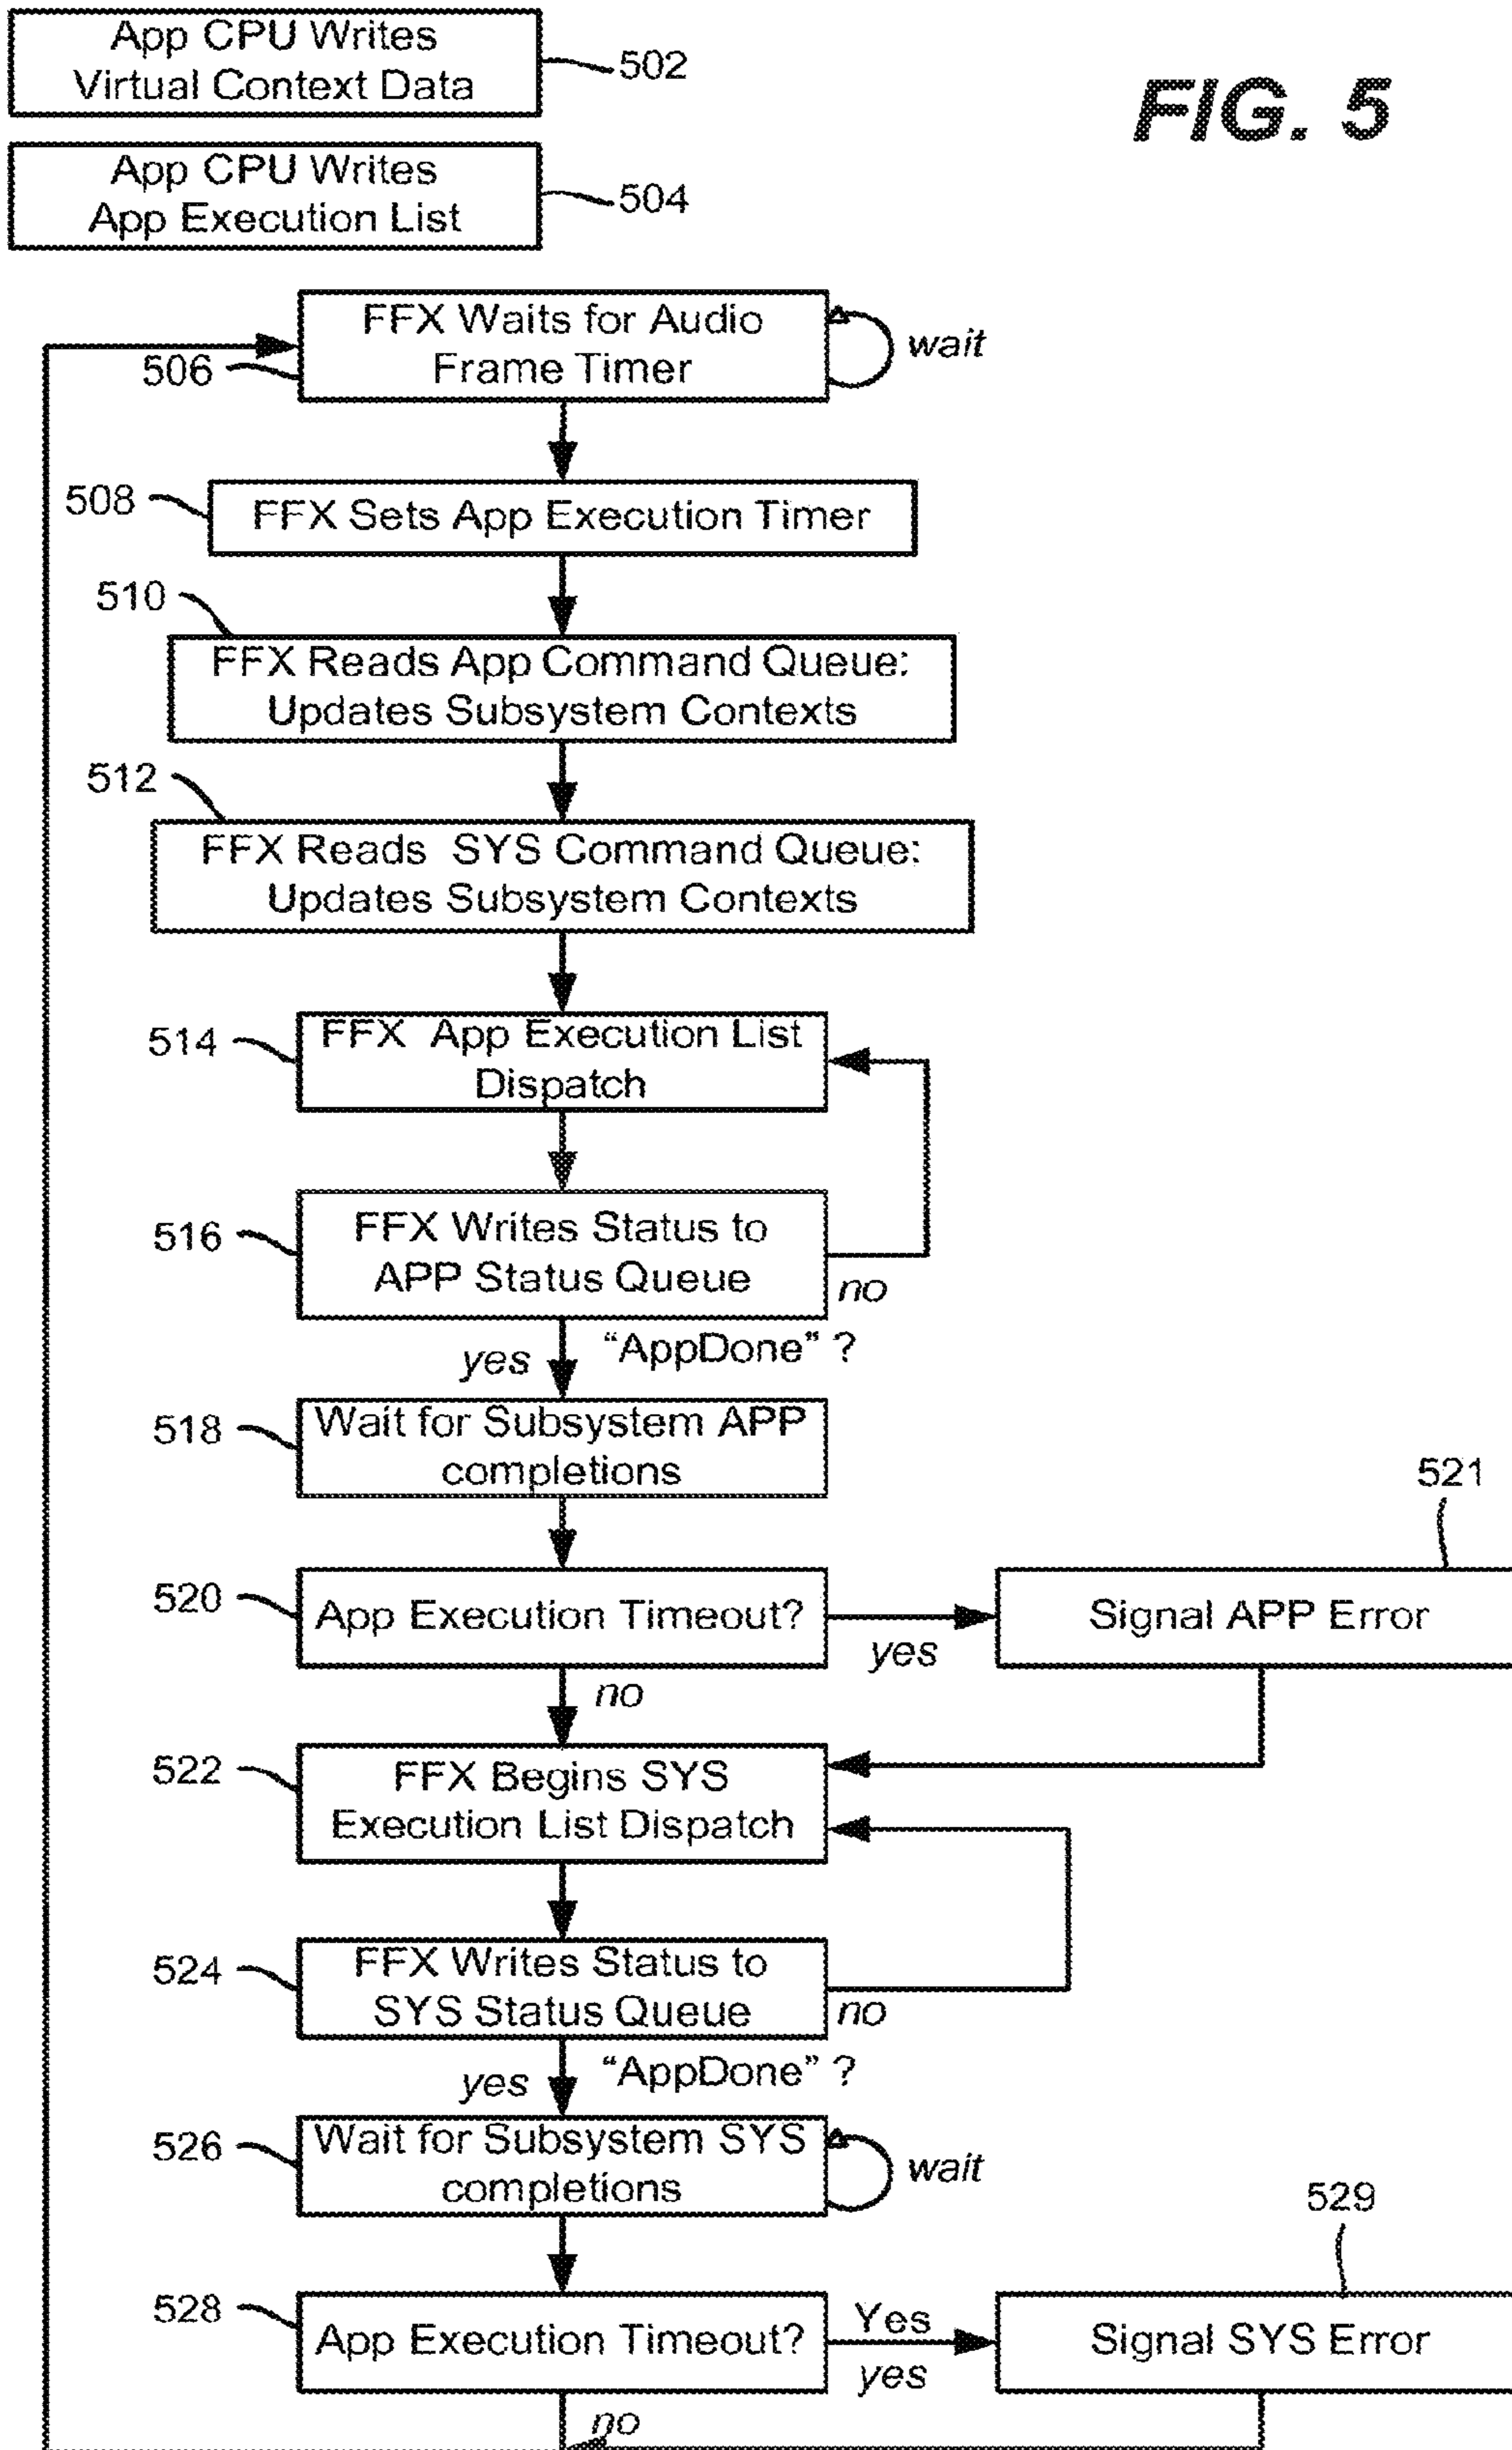 App CPU Writes
Virtual Context Data
502
FIG. 5
App CPU Writes
App Execution List
504
FFX Waits for Audio
Frame Timer
wait
506
FFX Sets App Execution Timer
508
510
FFX Reads App Command Queue:
Updates Subsystem Contexts
512
FFX Reads SYS Command Queue:
Updates Subsystem Contexts
514
FFX App Execution List
Dispatch
516
FFX Writes Status to
APP Status Queue
no
yes
“AppDone” ?
518
Wait for Subsystem APP
completions
521
520
App Execution Timeout?
yes
Signal APP Error
no
522
FFX Begins SYS
Execution List Dispatch
524
FFX Writes Status to
SYS Status Queue
no
yes
“AppDone” ?
526
Wait for Subsystem SYS
completions
wait
529
528
App Execution Timeout?
Yes
yes
Signal SYS Error
no